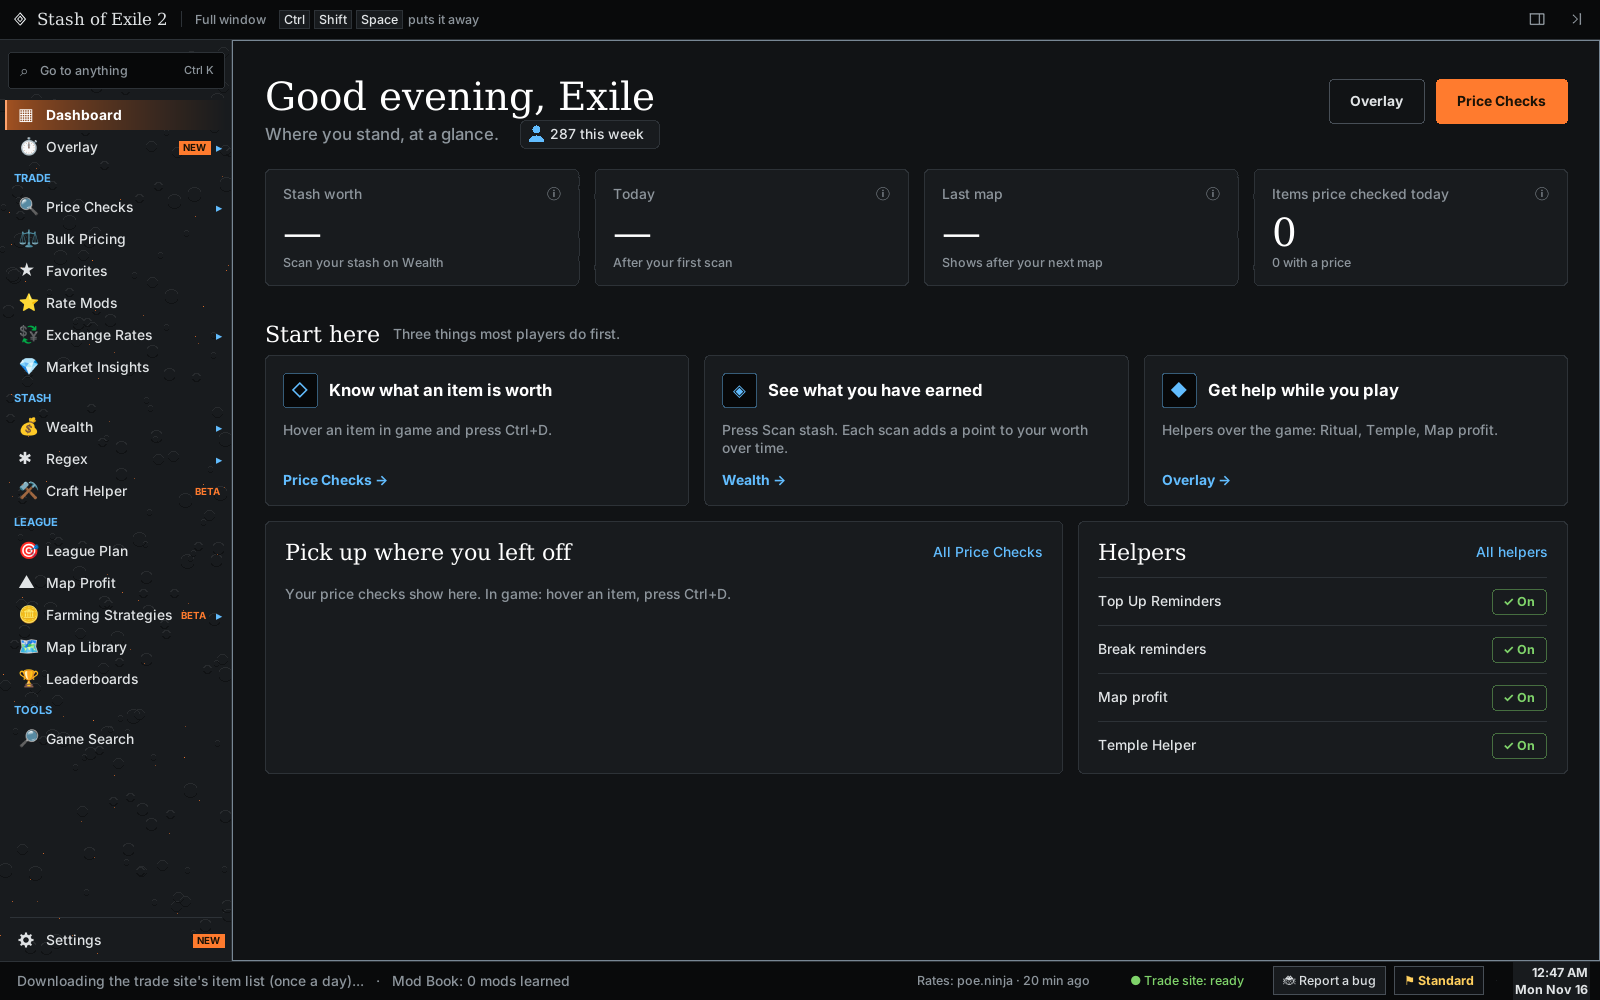 Stash of Exile 2
Full window Ctrl Shift Space puts it away
Go to anything Ctrl K
Dashboard
Overlay NEW
TRADE
Price Checks
Bulk Pricing
Favorites
Rate Mods
Exchange Rates
Market Insights
STASH
Wealth
Regex
Craft Helper BETA
LEAGUE
League Plan
Map Profit
Farming Strategies BETA
Map Library
Leaderboards
TOOLS
Game Search
Settings NEW
Good evening, Exile
Where you stand, at a glance. 287 this week
Overlay
Price Checks
Stash worth
—
Scan your stash on Wealth
Today
—
After your first scan
Last map
—
Shows after your next map
Items price checked today
0
0 with a price
Start here Three things most players do first.
Know what an item is worth
Hover an item in game and press Ctrl+D.
Price Checks →
See what you have earned
Press Scan stash. Each scan adds a point to your worth
over time.
Wealth →
Get help while you play
Helpers over the game: Ritual, Temple, Map profit.
Overlay →
Pick up where you left off All Price Checks
Your price checks show here. In game: hover an item, press Ctrl+D.
Helpers All helpers
Top Up Reminders ✓ On
Break reminders ✓ On
Map profit ✓ On
Temple Helper ✓ On
Downloading the trade site's item list (once a day)... · Mod Book: 0 mods learned
Rates: poe.ninja · 20 min ago
Trade site: ready
Report a bug
Standard
12:47 AM
Mon Nov 16